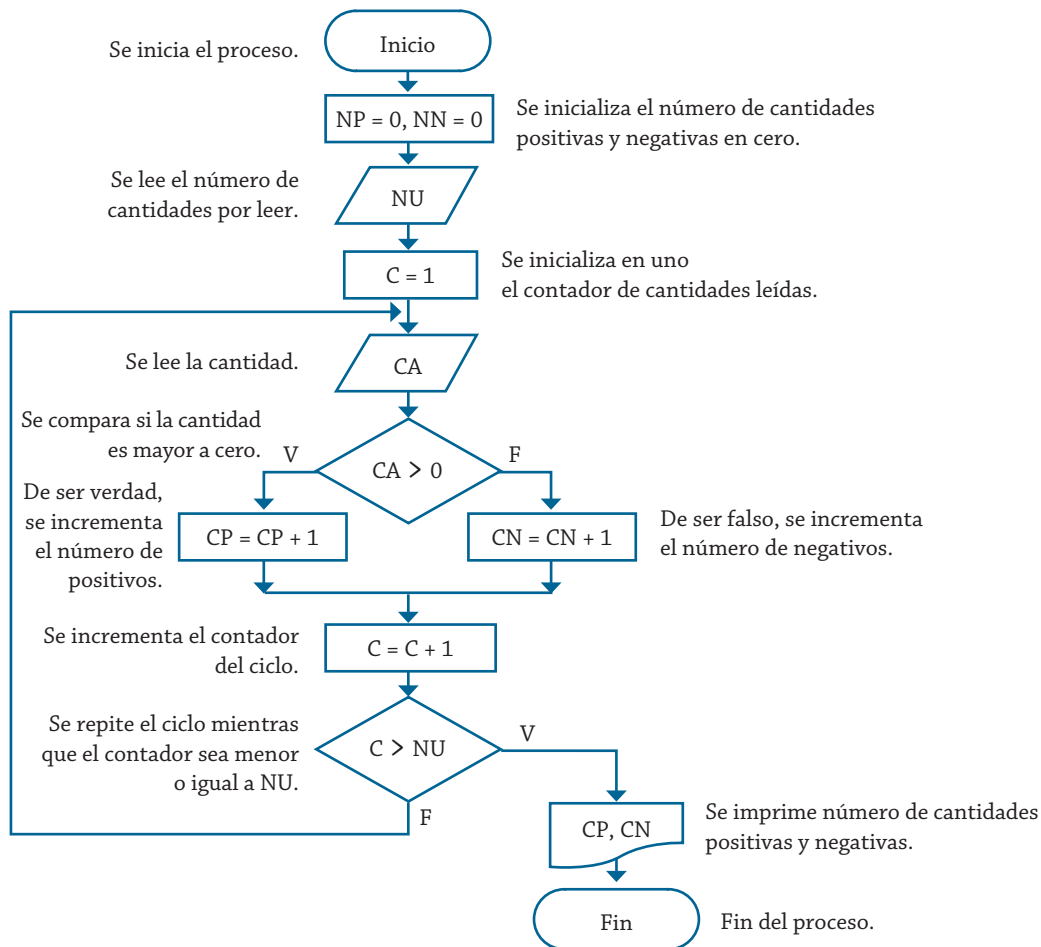 Se inicia el proceso.
Inicio
NP = 0, NN = 0
Se inicializa el número de cantidades
positivas y negativas en cero.
Se lee el número de
cantidades por leer.
NU
C = 1
Se inicializa en uno
el contador de cantidades leídas.
Se lee la cantidad.
CA
Se compara si la cantidad
es mayor a cero.
V
CA > 0
F
De ser verdad,
se incrementa
el número de
positivos.
CP = CP + 1
CN = CN + 1
De ser falso, se incrementa
el número de negativos.
Se incrementa el contador
del ciclo.
C = C + 1
Se repite el ciclo mientras
que el contador sea menor
o igual a NU.
C > NU
V
F
CP, CN
Se imprime número de cantidades
positivas y negativas.
Fin
Fin del proceso.